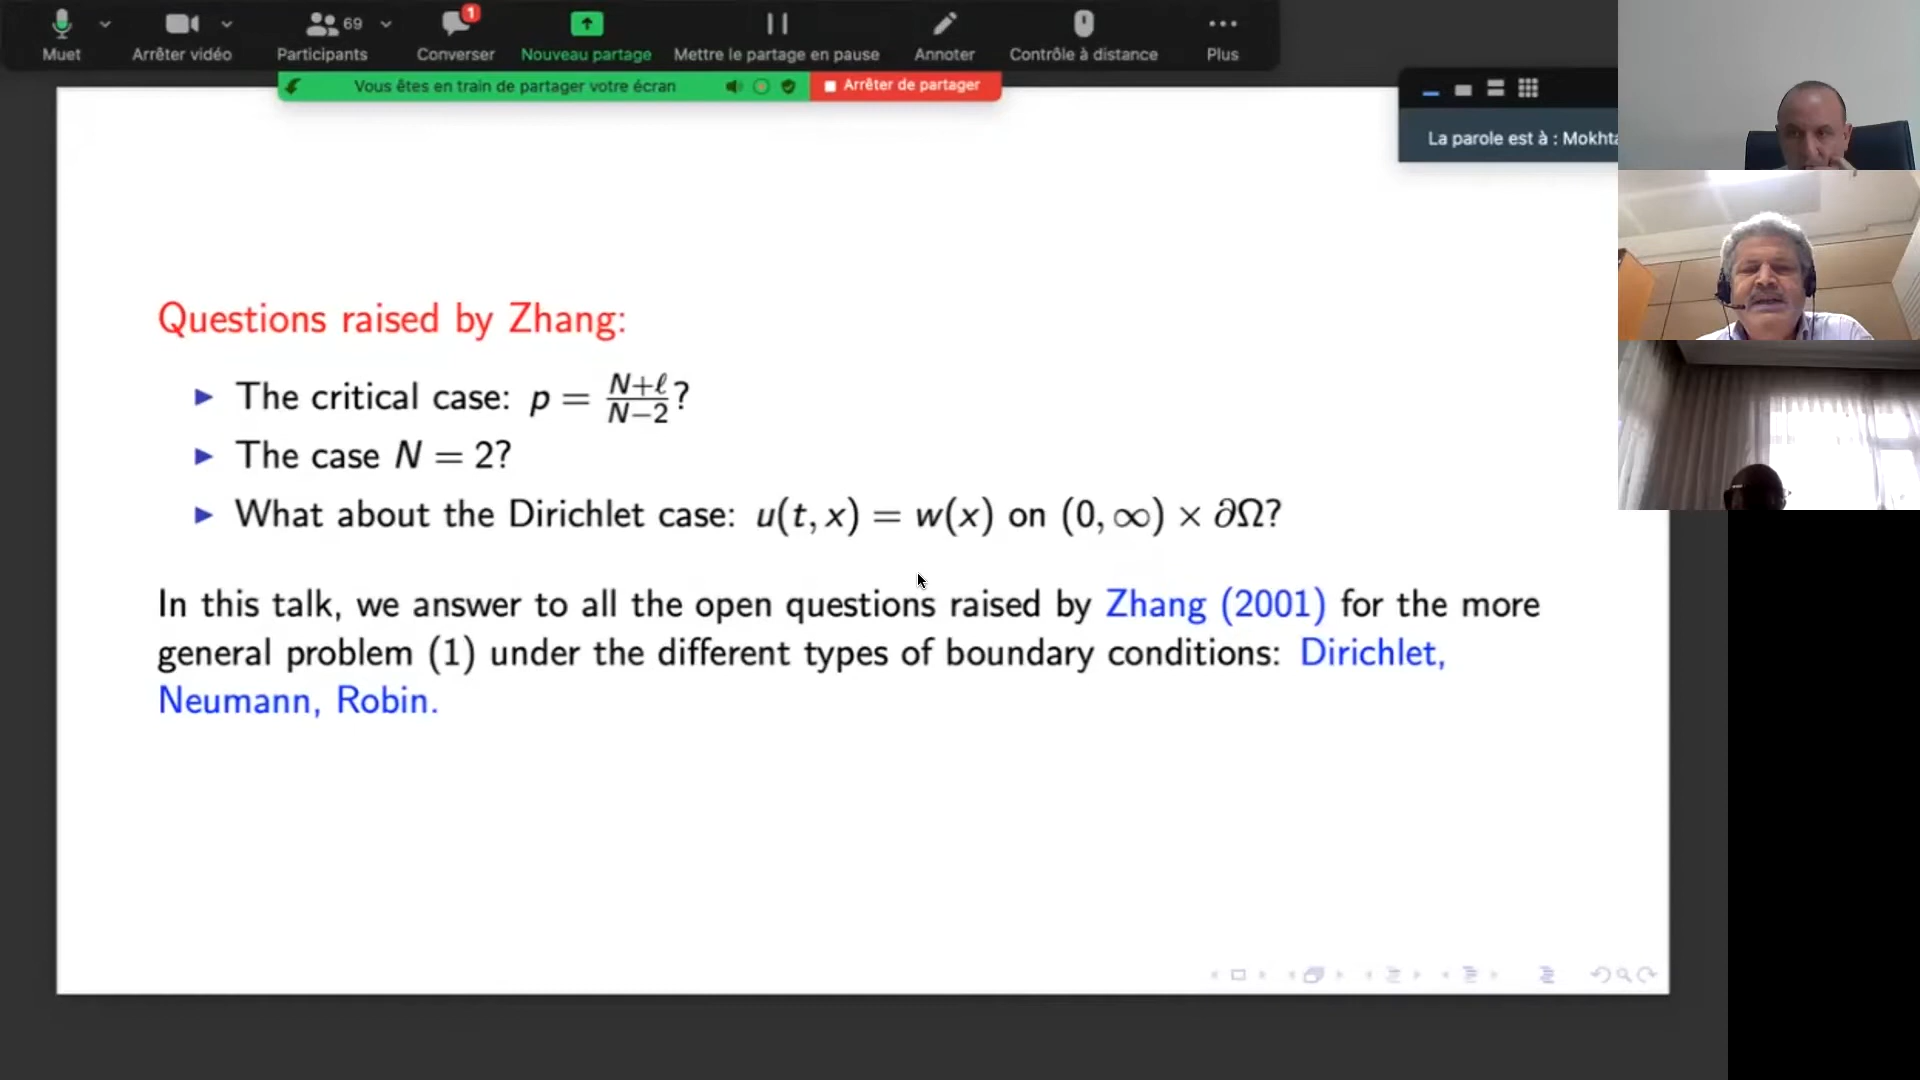 Muet
Arrêter vidéo
69
Participants
1
Converser
Nouveau partage
Mettre le partage en pause
Annoter
Contrôle à distance
Plus
Vous êtes en train de partager votre écran
Arrêter de partager
La parole est à : Mokhta
Questions raised by Zhang:
▶ The critical case: p = \frac{N+ℓ}{N−2}?
▶ The case N = 2?
▶ What about the Dirichlet case: u(t, x) = w(x) on (0, ∞) × ∂Ω?
In this talk, we answer to all the open questions raised by Zhang (2001) for the more
general problem (1) under the different types of boundary conditions: Dirichlet,
Neumann, Robin.